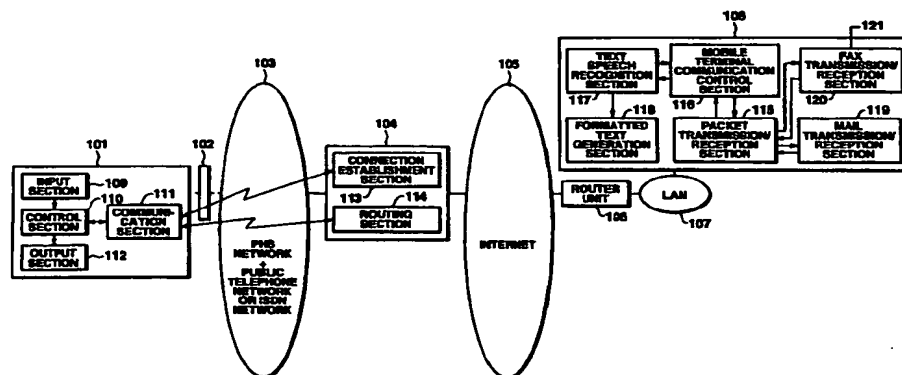 101
INPUT SECTION
109
110
CONTROL SECTION
111
COMMUNI-
CATION
SECTION
OUTPUT SECTION
112
102
103
PHS
NETWORK
+
PUBLIC
TELEPHONE
NETWORK
OR ISDN
NETWORK
104
CONNECTION
ESTABLISHMENT
SECTION
113
114
ROUTING
SECTION
105
INTERNET
ROUTER
UNIT
106
LAN
107
108
TEXT
SPEECH
RECOGNITION
SECTION
117
MOBILE
TERMINAL
COMMUNICATION
CONTROL
SECTION
116
121
FAX
TRANSMISSION/
RECEPTION
SECTION
120
118
FORMATTED
TEXT
GENERATION
SECTION
115
PACKET
TRANSMISSION/
RECEPTION
SECTION
119
MAIL
TRANSMISSION/
RECEPTION
SECTION